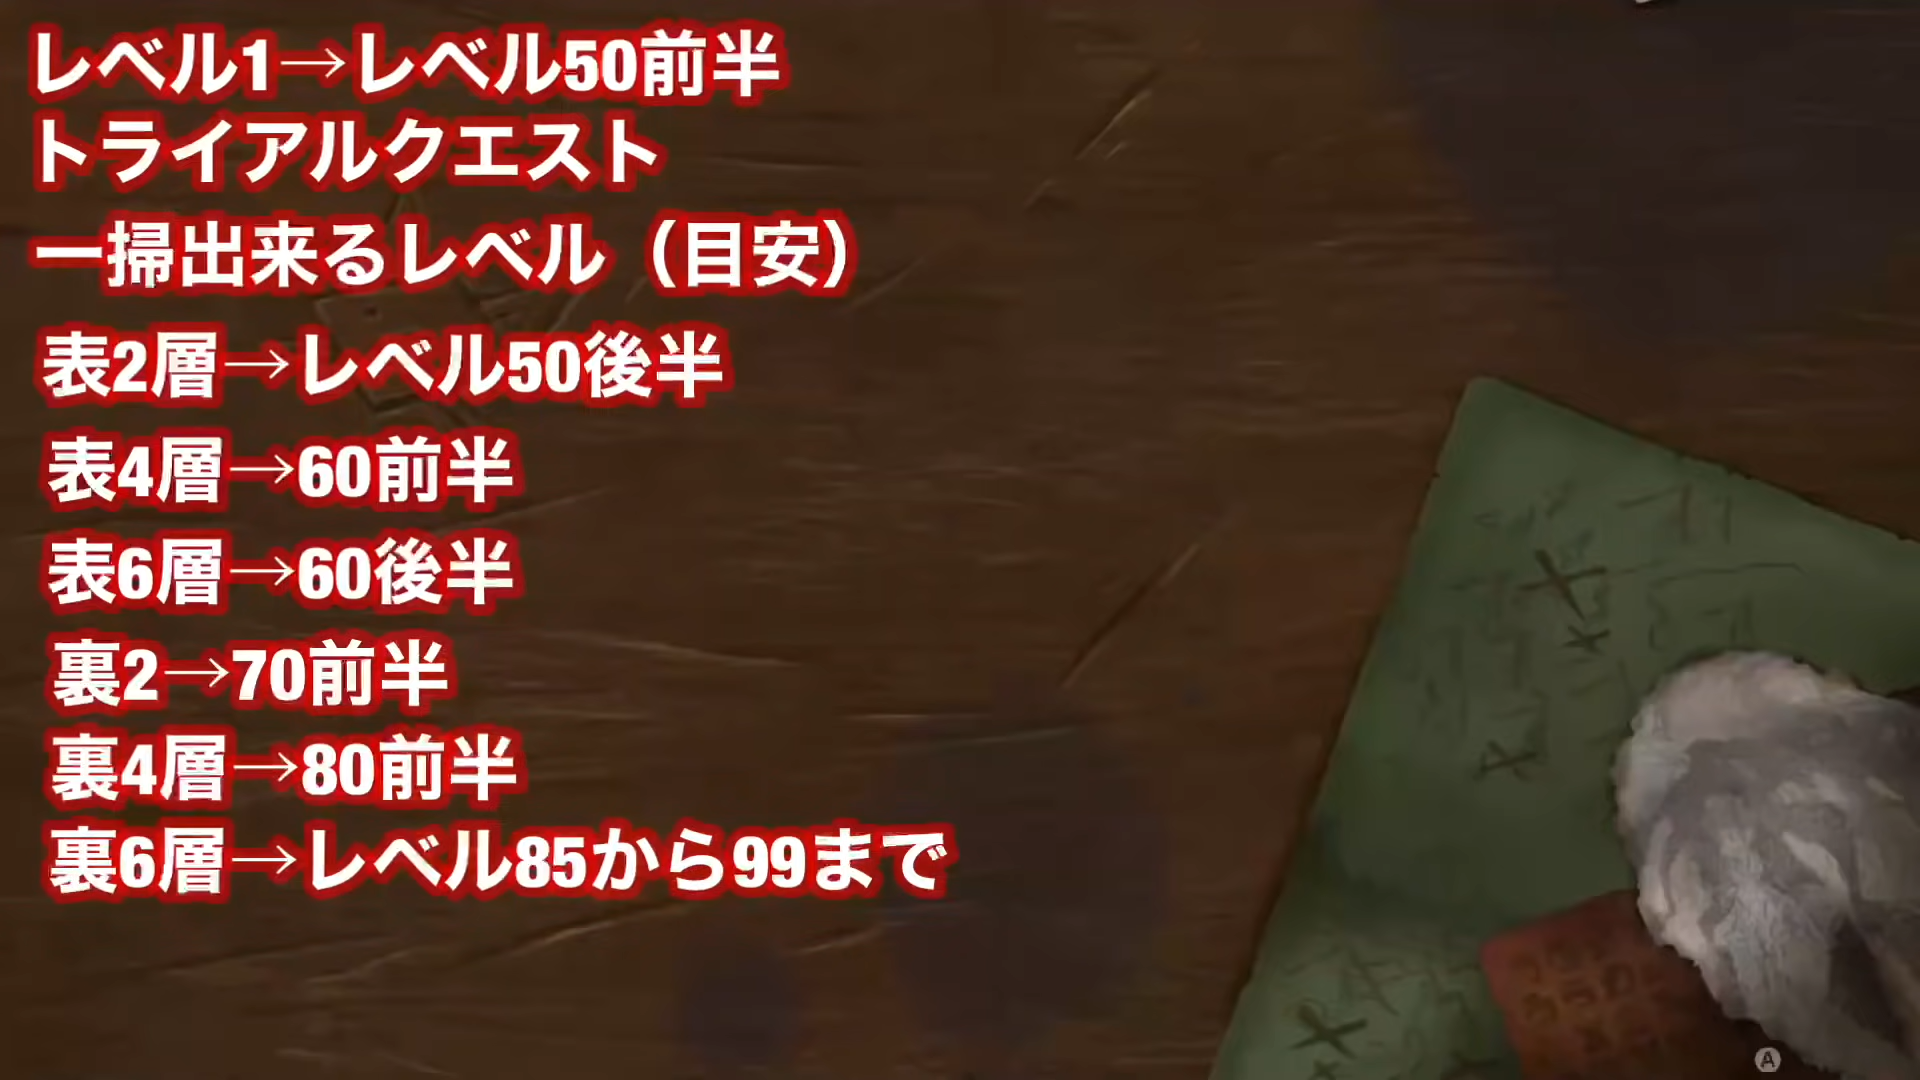 レベル1→レベル50前半
トライアルクエスト
一掃出来るレベル（目安）
表2層→レベル50後半
表4層→60前半
表6層→60後半
裏2→70前半
裏4層→80前半
裏6層→レベル85から99まで
A